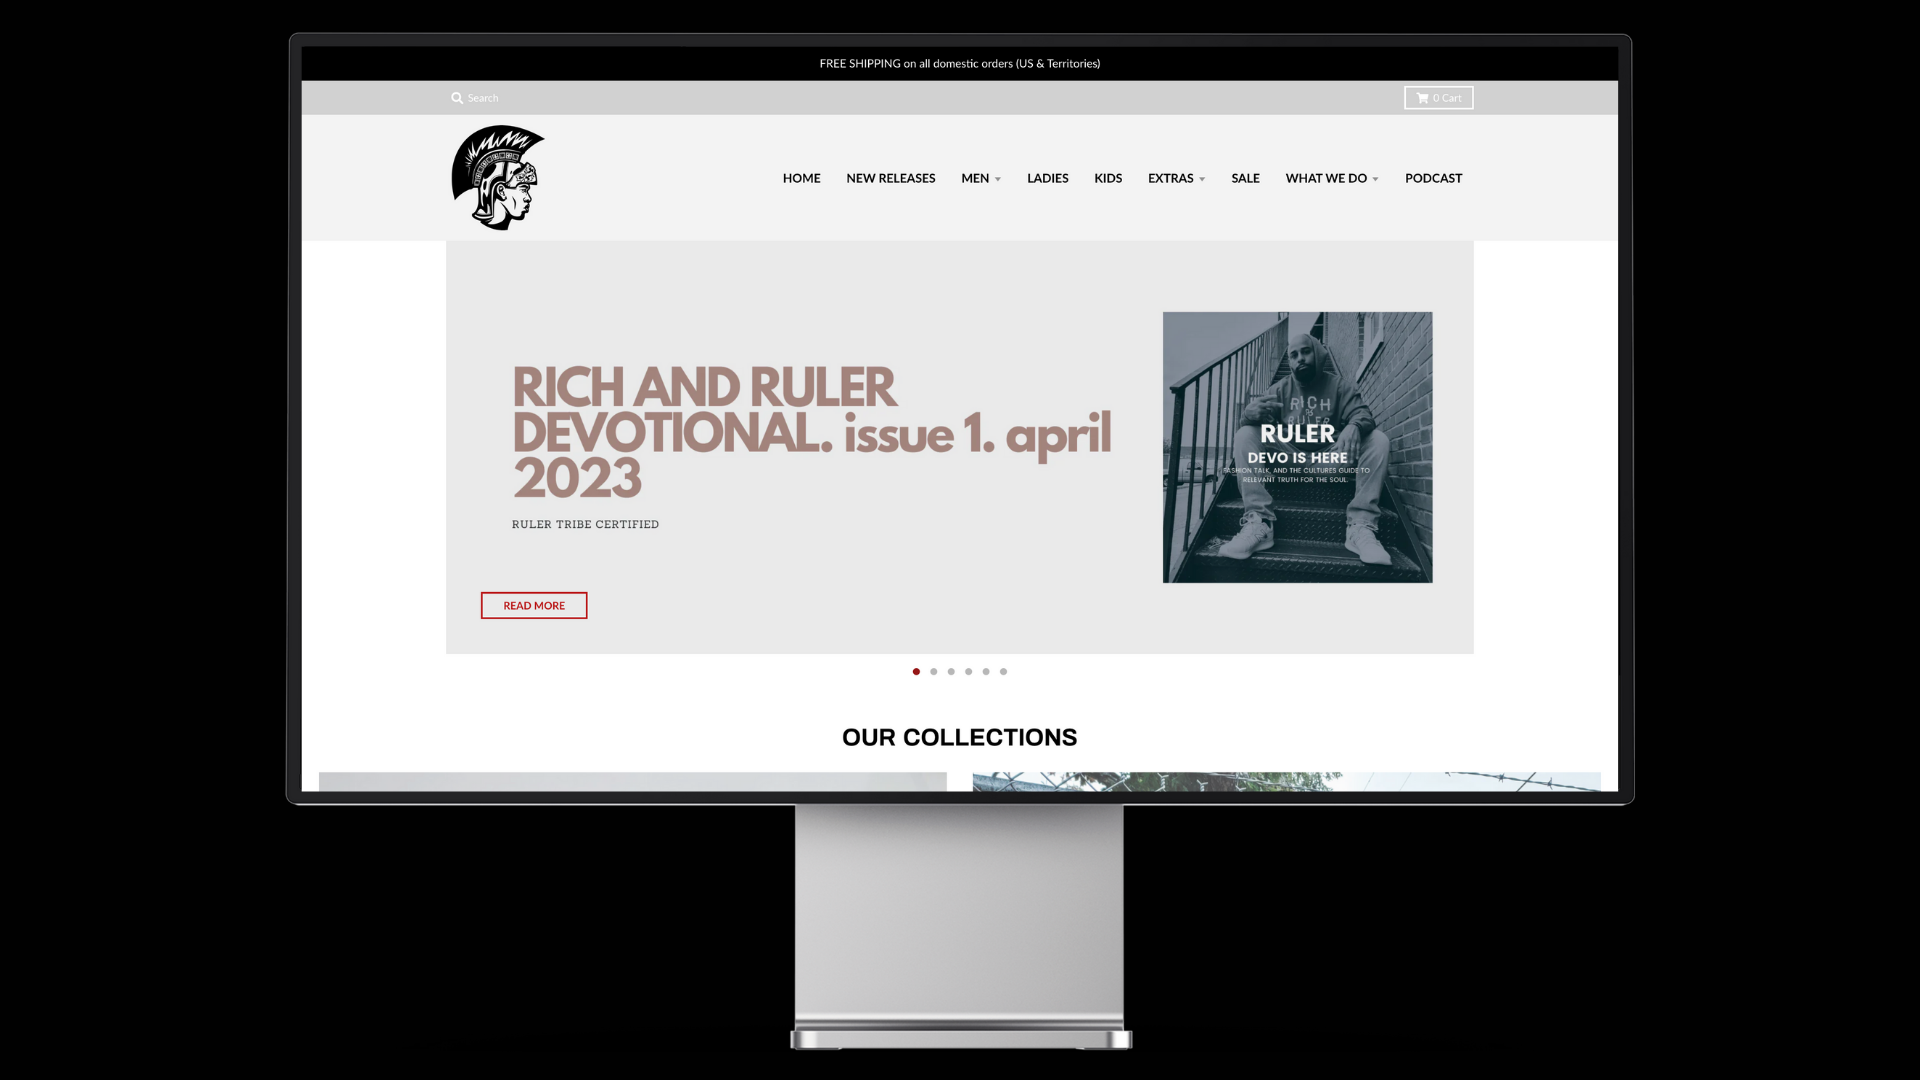 FREE SHIPPING on all domestic orders (US & Territories)
Search
0 Cart
HOME NEW RELEASES MEN LADIES KIDS EXTRAS SALE WHAT WE DO PODCAST
RICH AND RULER
DEVOTIONAL. issue 1. april
2023
RULER TRIBE CERTIFIED
READ MORE
RICH
RULER
DEVO IS HERE
FASHION TALK, AND THE CULTURES GUIDE TO
RELEVANT TRUTH FOR THE SOUL.
OUR COLLECTIONS